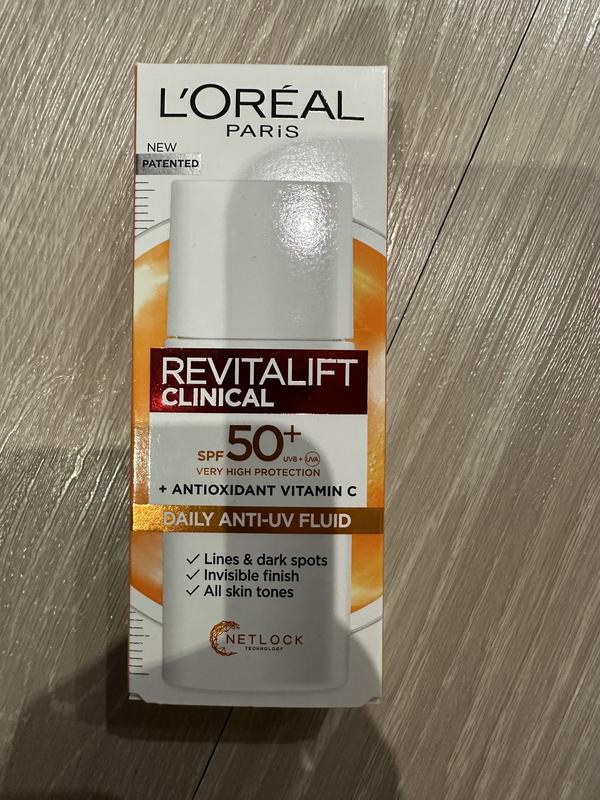 L'ORÉAL
PARiS
NEW
PATENTED
REVITALIFT
CLINICAL
SPF 50+ UVB + UVA
VERY HIGH PROTECTION
+ ANTIOXIDANT VITAMIN C
DAILY ANTI-UV FLUID
✓ Lines & dark spots
✓ Invisible finish
✓ All skin tones
NETLOCK
TECHNOLOGY